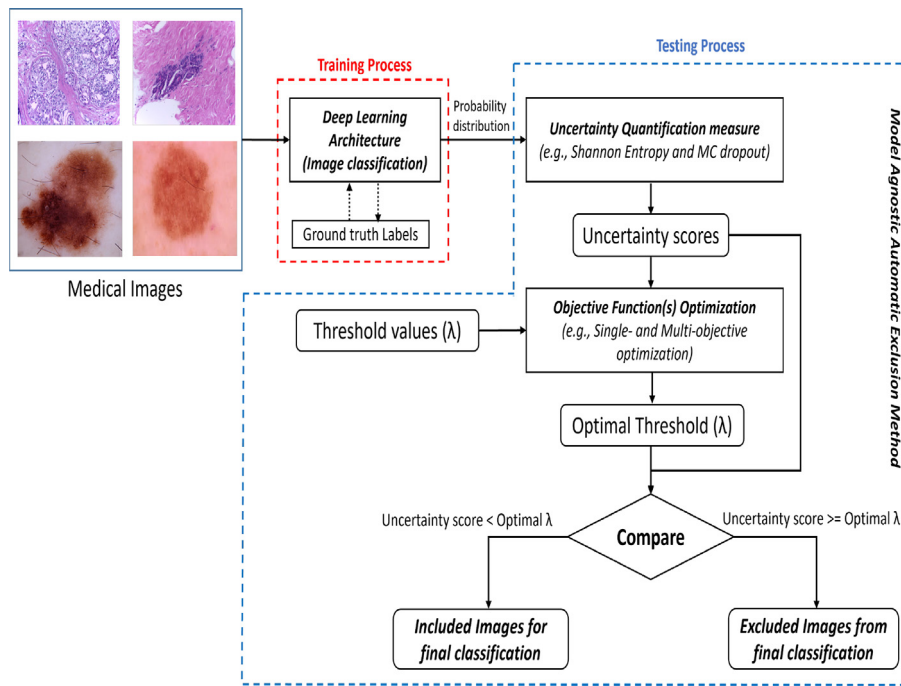 Medical Images
Training Process
Deep Learning
Architecture
(Image classification)
Ground truth Labels
Probability
distribution
Testing Process
Uncertainty Quantification measure
(e.g., Shannon Entropy and MC dropout)
Uncertainty scores
Threshold values (λ)
Objective Function(s) Optimization
(e.g., Single- and Multi-objective
optimization)
Optimal Threshold (λ)
Uncertainty score < Optimal λ
Compare
Uncertainty score >= Optimal λ
Included Images for
final classification
Excluded Images from
final classification
Model Agnostic Automatic Exclusion Method